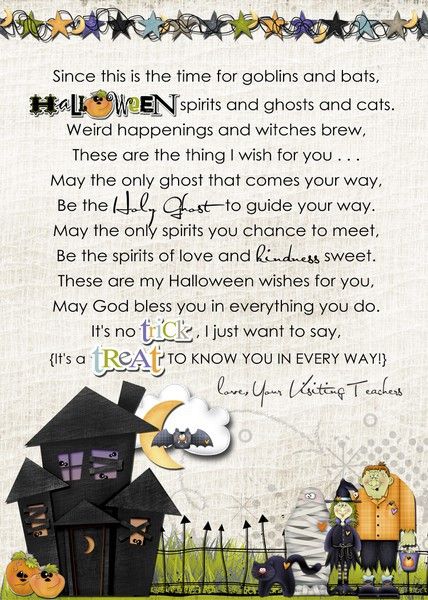 Since this is the time for goblins and bats,
HallOWeEN spirits and ghosts and cats.
Weird happenings and witches brew,
These are the thing I wish for you . . .
May the only ghost that comes your way,
Be the Holy Ghost to guide your way.
May the only spirits you chance to meet,
Be the spirits of love and kindness sweet.
These are my Halloween wishes for you,
May God bless you in everything you do.
It's no trick, I just want to say,
{It's a TREAT TO KNOW YOU IN EVERY WAY!}
love, Your Visiting Teachers